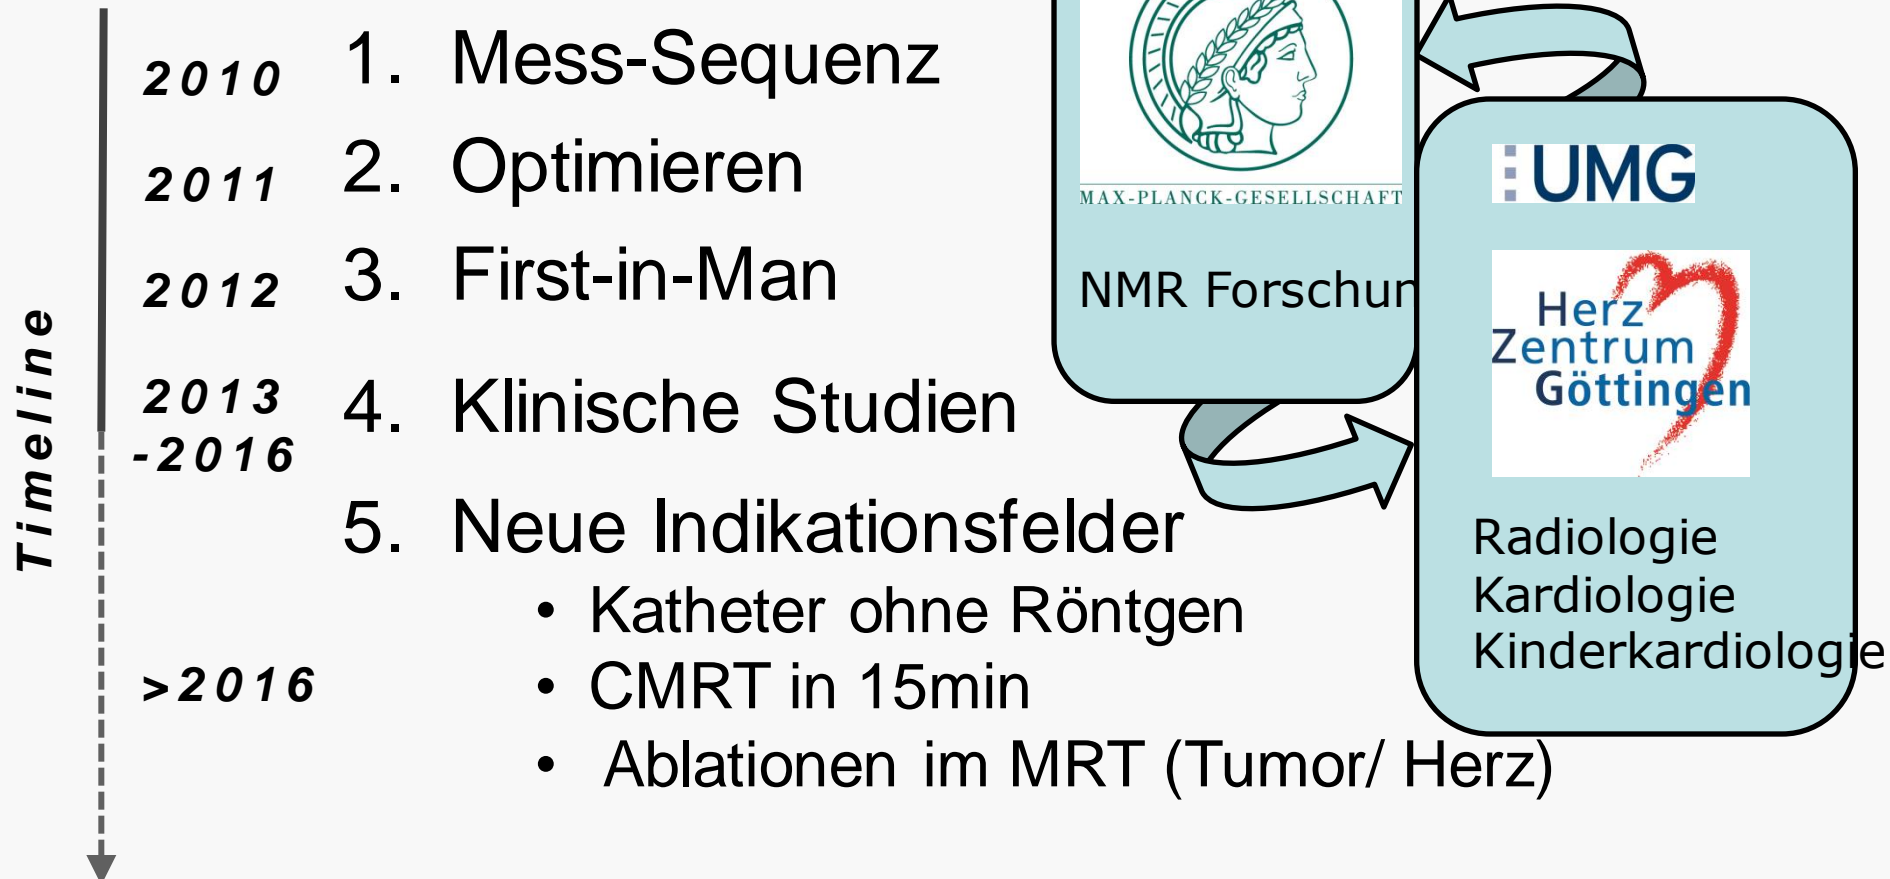 Timeline
2010 1. Mess-Sequenz
2011 2. Optimieren
2012 3. First-in-Man
2013
-2016
4. Klinische Studien
5. Neue Indikationsfelder
• Katheter ohne Röntgen
>2016
• CMRT in 15min
• Ablationen im MRT (Tumor/ Herz)
MAX-PLANCK-GESELLSCHAFT
NMR Forschun
UMG
Herz
Zentrum
Göttingen
Radiologie
Kardiologie
Kinderkardiologie